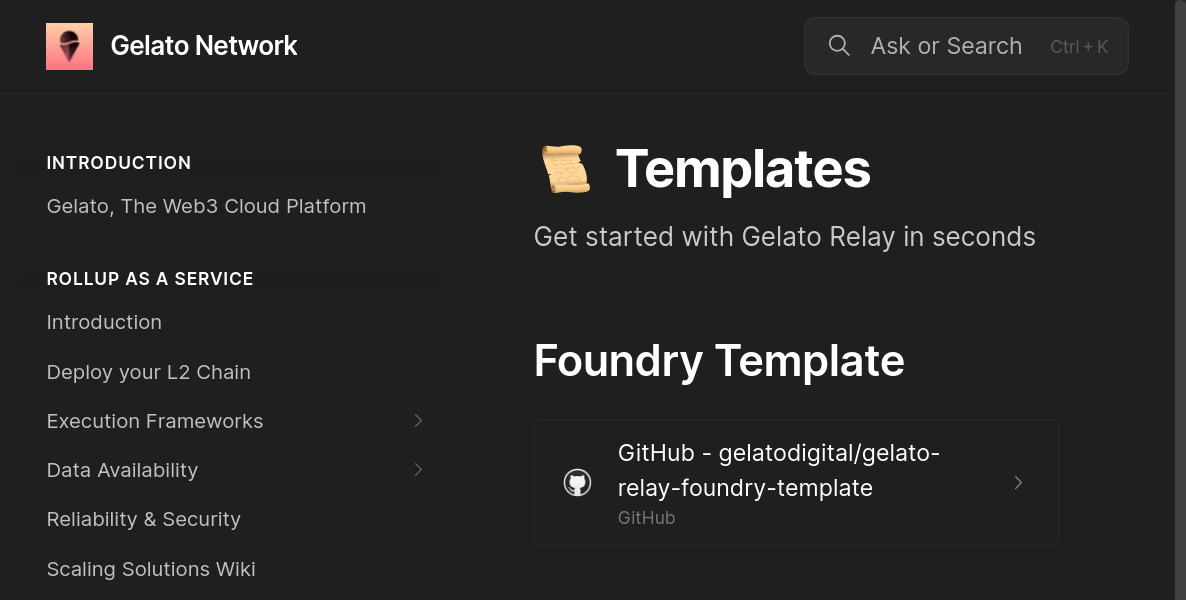 Gelato Network
Ask or Search
Ctrl + K
INTRODUCTION
Gelato, The Web3 Cloud Platform
ROLLUP AS A SERVICE
Introduction
Deploy your L2 Chain
Execution Frameworks
Data Availability
Reliability & Security
Scaling Solutions Wiki
Templates
Get started with Gelato Relay in seconds
Foundry Template
GitHub - gelatodigital/gelato-
relay-foundry-template
GitHub